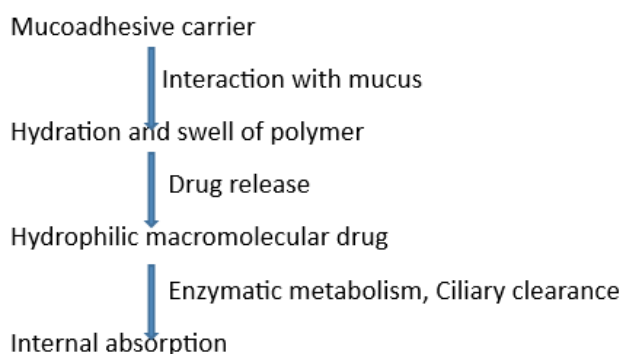 Mucoadhesive carrier
Interaction with mucus
Hydration and swell of polymer
Drug release
Hydrophilic macromolecular drug
Enzymatic metabolism, Ciliary clearance
Internal absorption